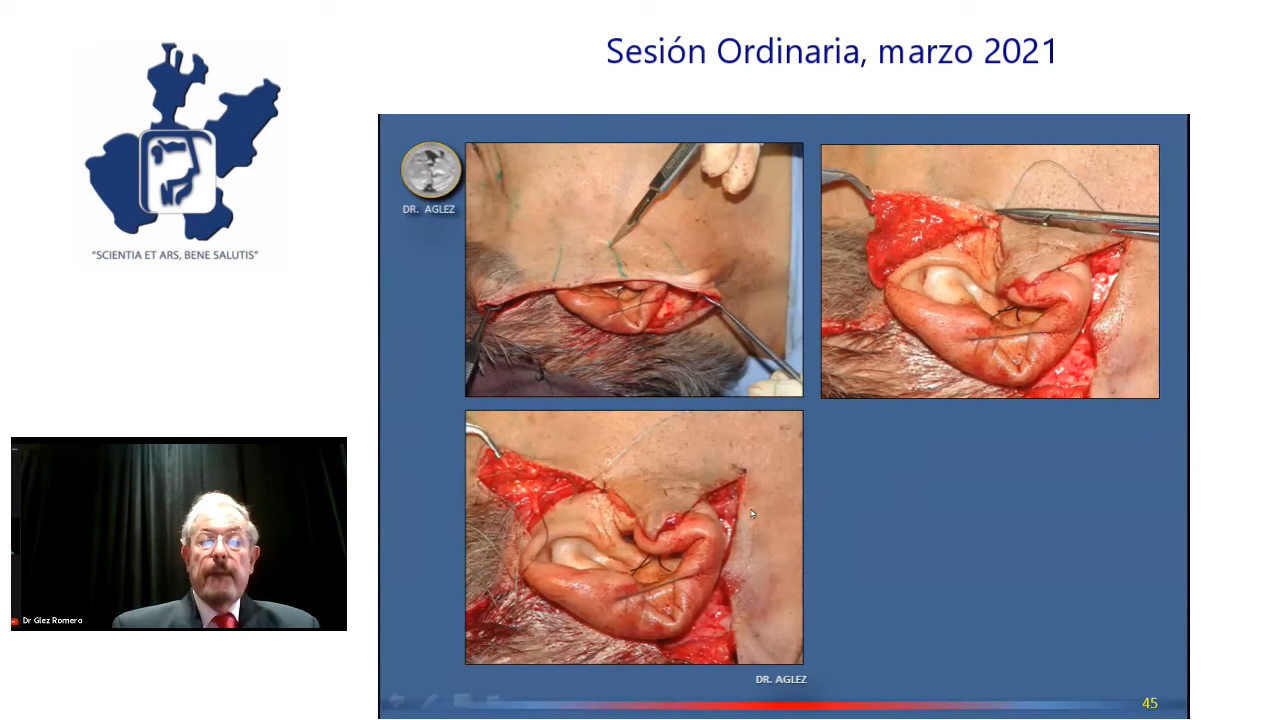 Sesión Ordinaria, marzo 2021
"SCIENTIA ET ARS, BENE SALUTIS"
DR. AGLEZ
Dr Glez Romero
DR. AGLEZ
45